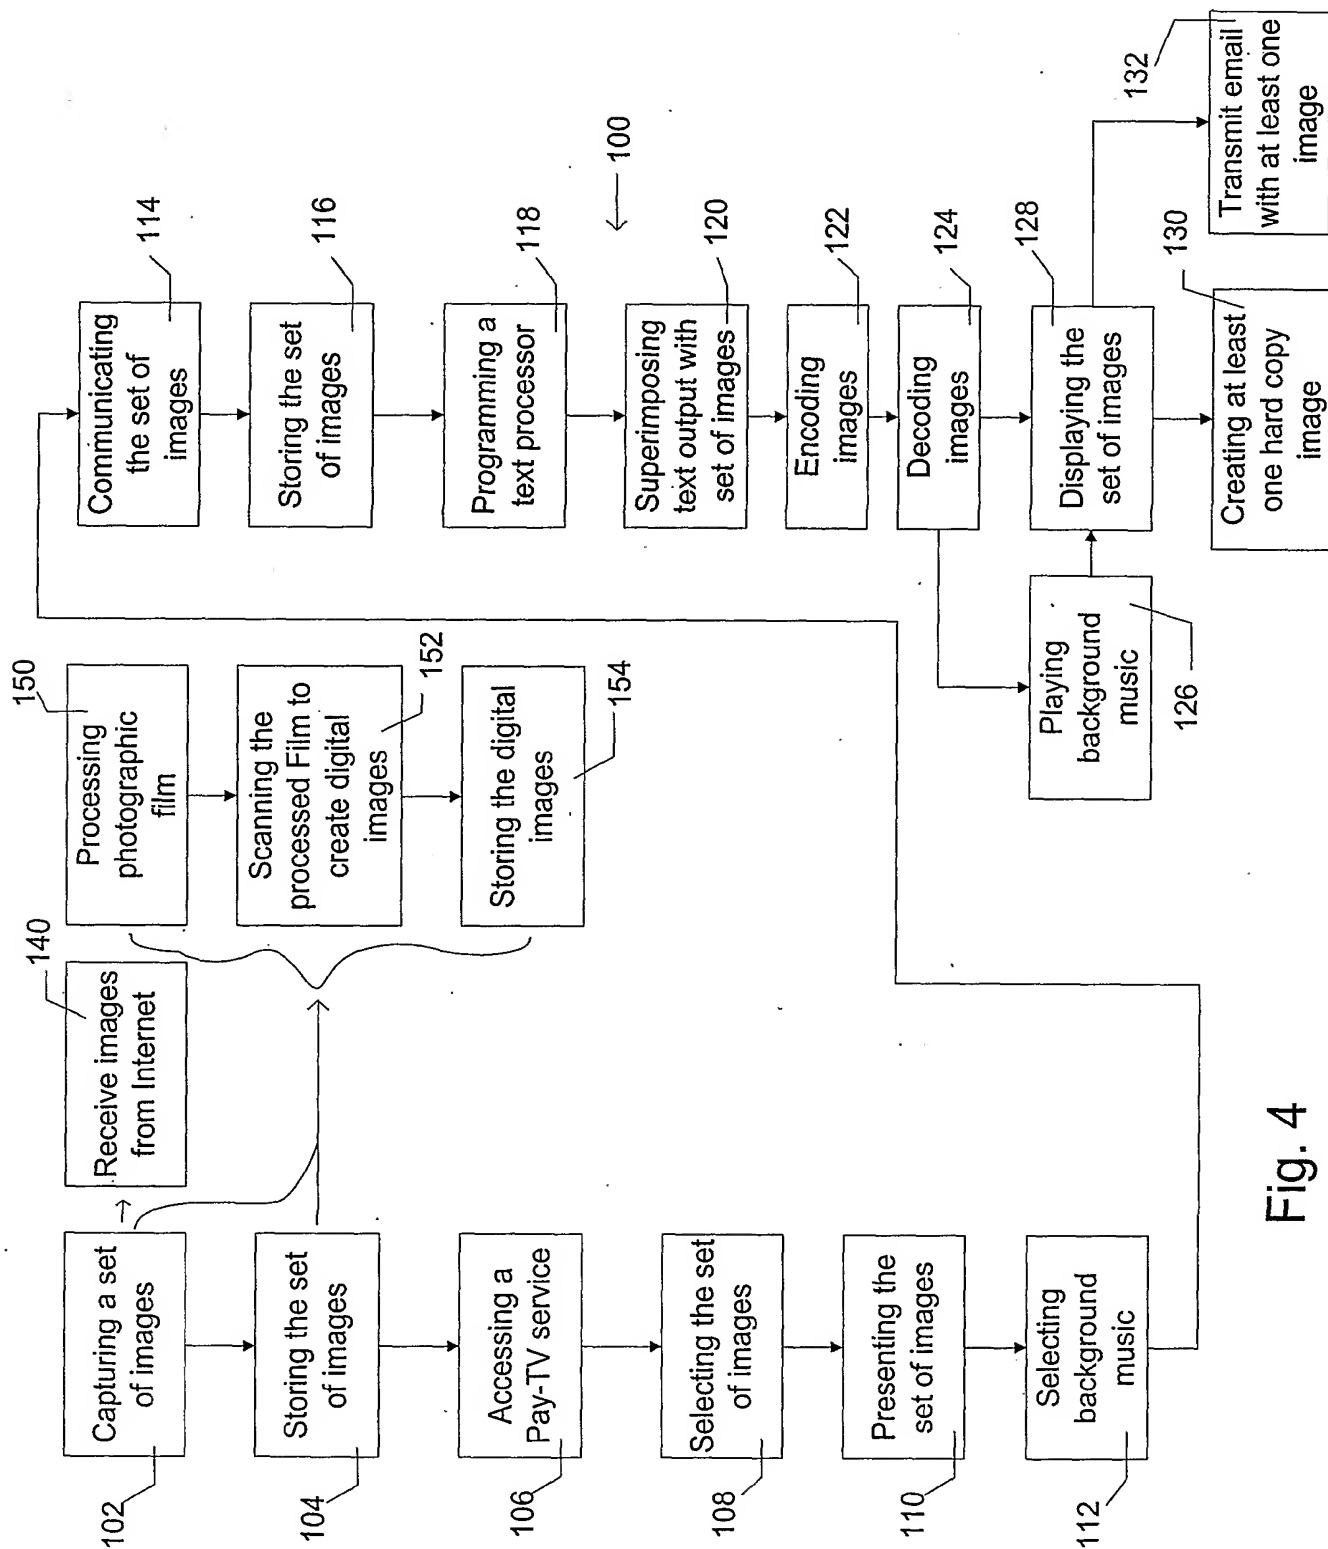 102
Capturing a set
of images
104
Storing the set
of images
106
Accessing a
Pay-TV service
108
Selecting the set
of images
110
Presenting the
set of images
112
Selecting
background
music
140
Receive images
from Internet
150
Processing
photographic
film
Scanning the
processed Film to
create digital
images
152
Storing the digital
images
154
Communicating
the set of
images
114
Storing the set
of images
116
Programming a
text processor
118
100
Superimposing
text output with
set of images
120
Encoding
images
122
Decoding
images
124
Playing
background
music
126
Displaying the
set of images
128
130
Creating at least
one hard copy
image
132
Transmit email
with at least one
image
Fig. 4